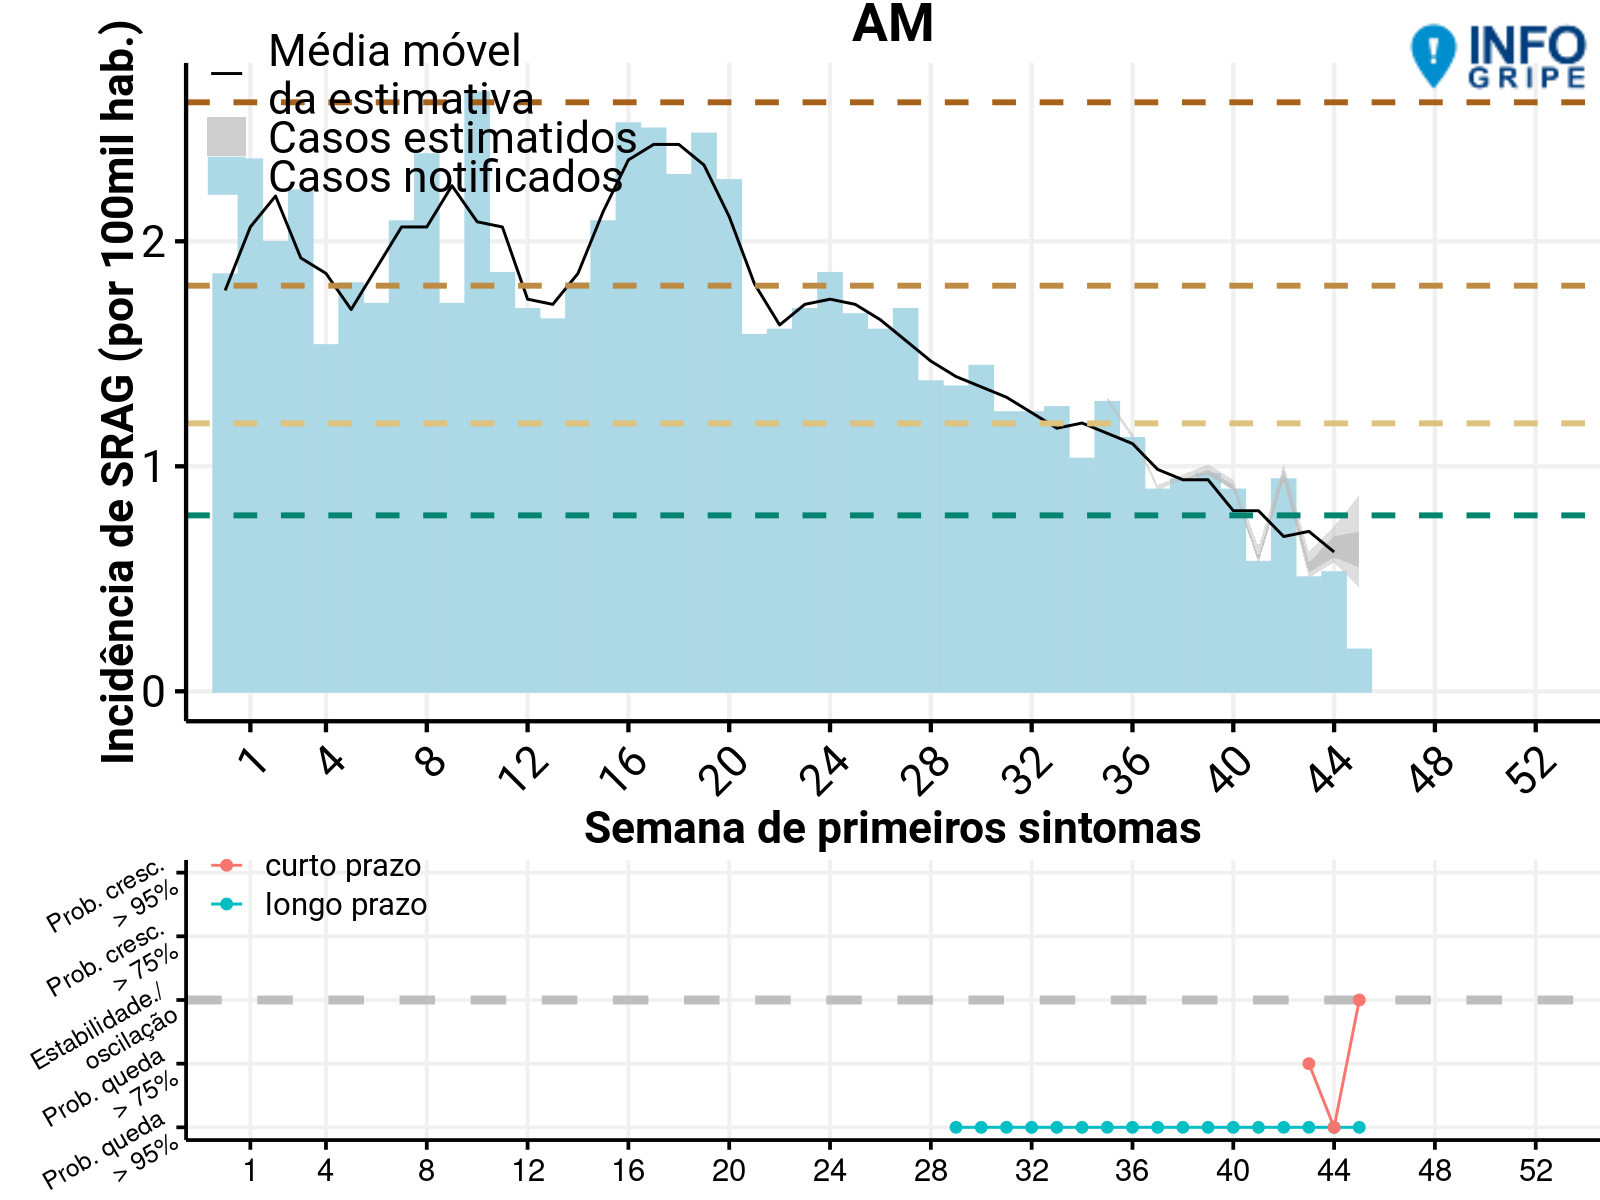 AM
INFO
GRIPE
Incidência de SRAG (por 100mil hab.)
Média móvel
da estimativa
Casos estimatidos
Casos notificados
2
1
0
1 4 8 12 16 20 24 28 32 36 40 44 48 52
Semana de primeiros sintomas
curto prazo
longo prazo
Prob. cresc.
> 95%
Prob. cresc.
> 75%
Estabilidade./
oscilação
Prob. queda
> 75%
Prob. queda
> 95%
1 4 8 12 16 20 24 28 32 36 40 44 48 52